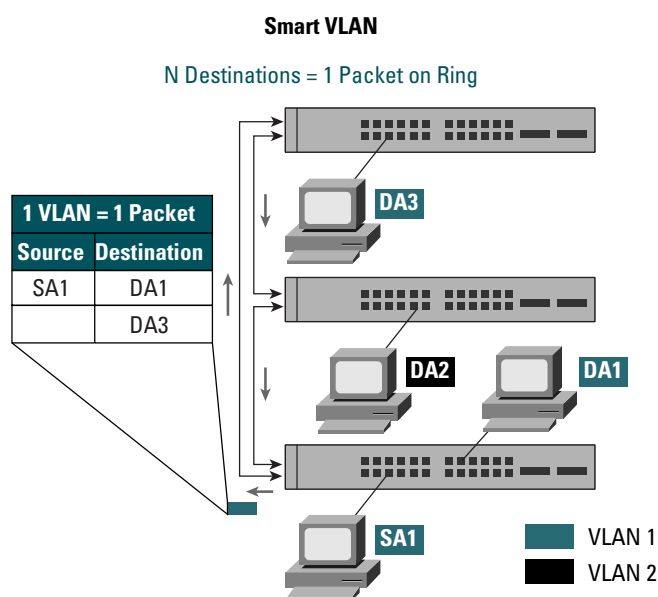 Smart VLAN
N Destinations = 1 Packet on Ring
DA3
1 VLAN = 1 Packet
Source Destination
SA1 DA1
DA3
DA2
DA1
SA1
VLAN 1
VLAN 2